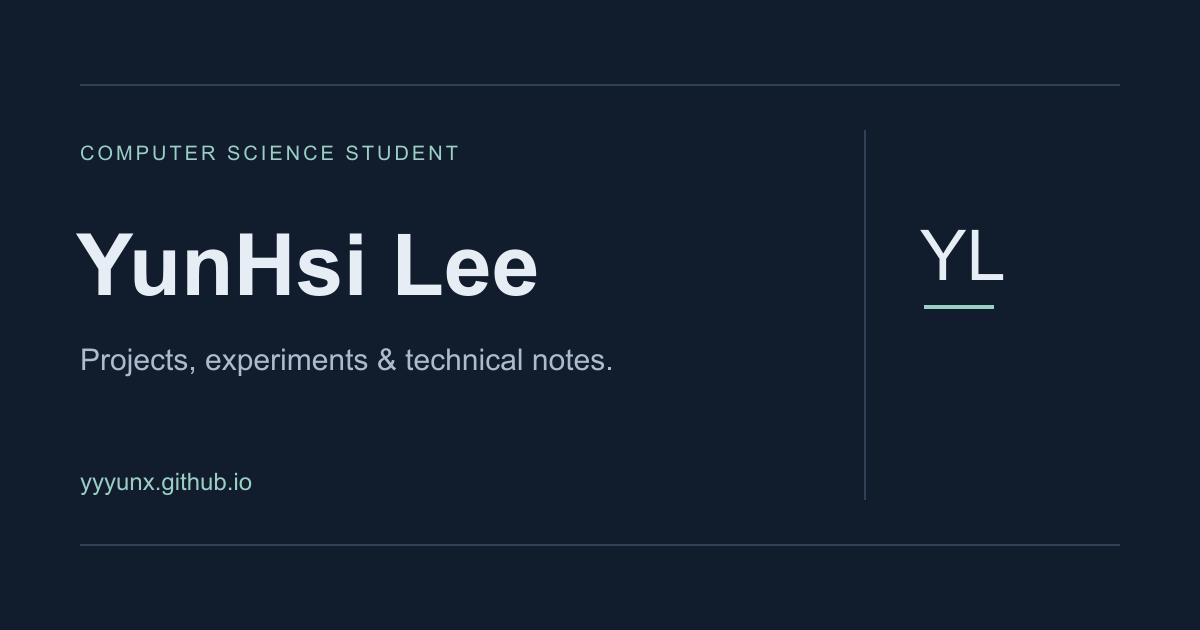 COMPUTER SCIENCE STUDENT
YunHsi Lee
Projects, experiments & technical notes.
yyyunx.github.io
YL